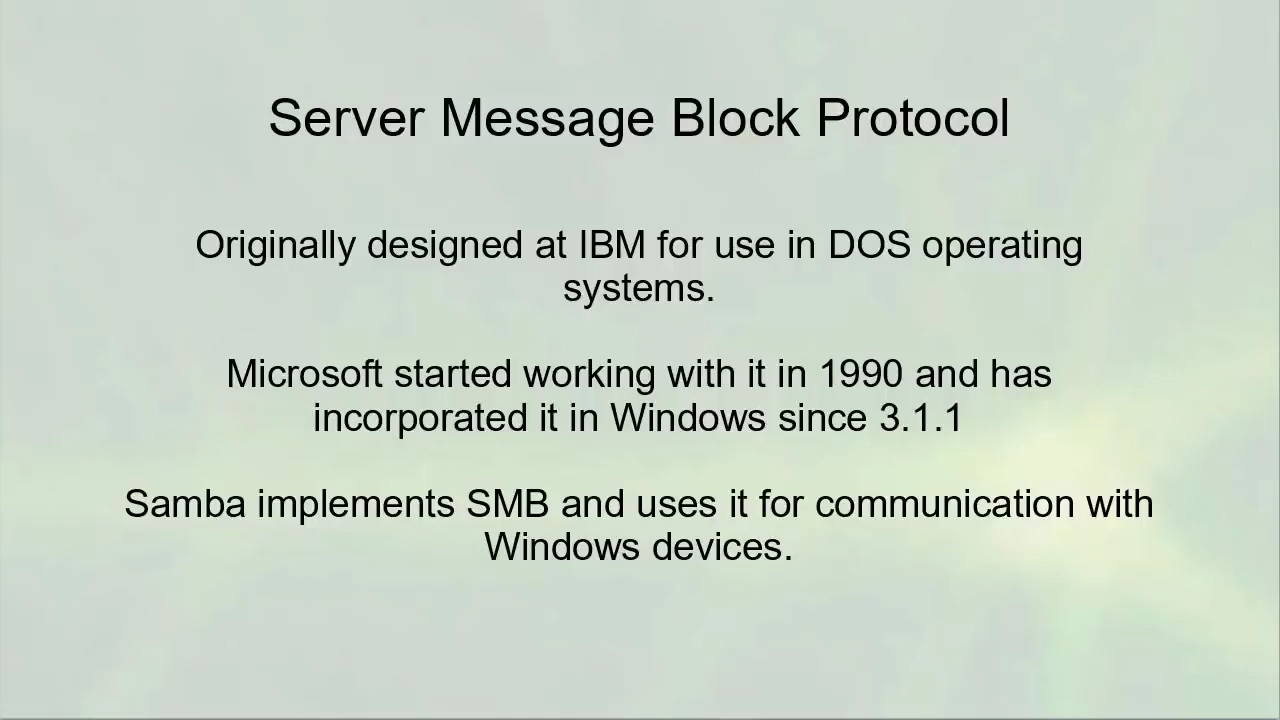 Server Message Block Protocol
Originally designed at IBM for use in DOS operating
systems.
Microsoft started working with it in 1990 and has
incorporated it in Windows since 3.1.1
Samba implements SMB and uses it for communication with
Windows devices.